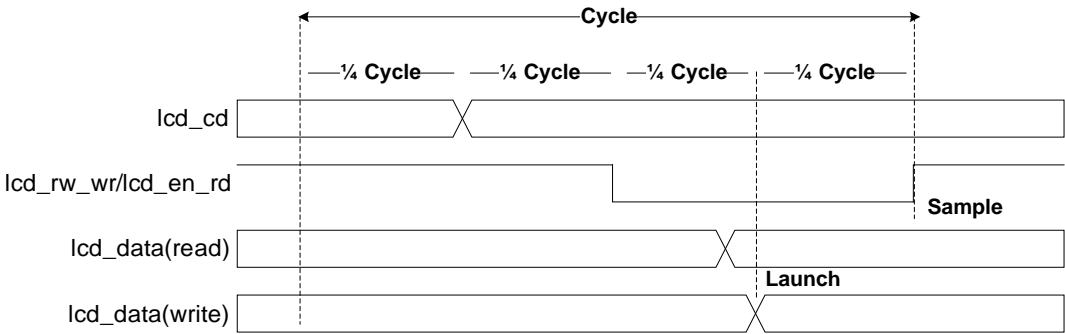 Cycle
¼ Cycle ¼ Cycle ¼ Cycle ¼ Cycle
lcd_cd
lcd_rw_wr/lcd_en_rd
Sample
lcd_data(read)
Launch
lcd_data(write)